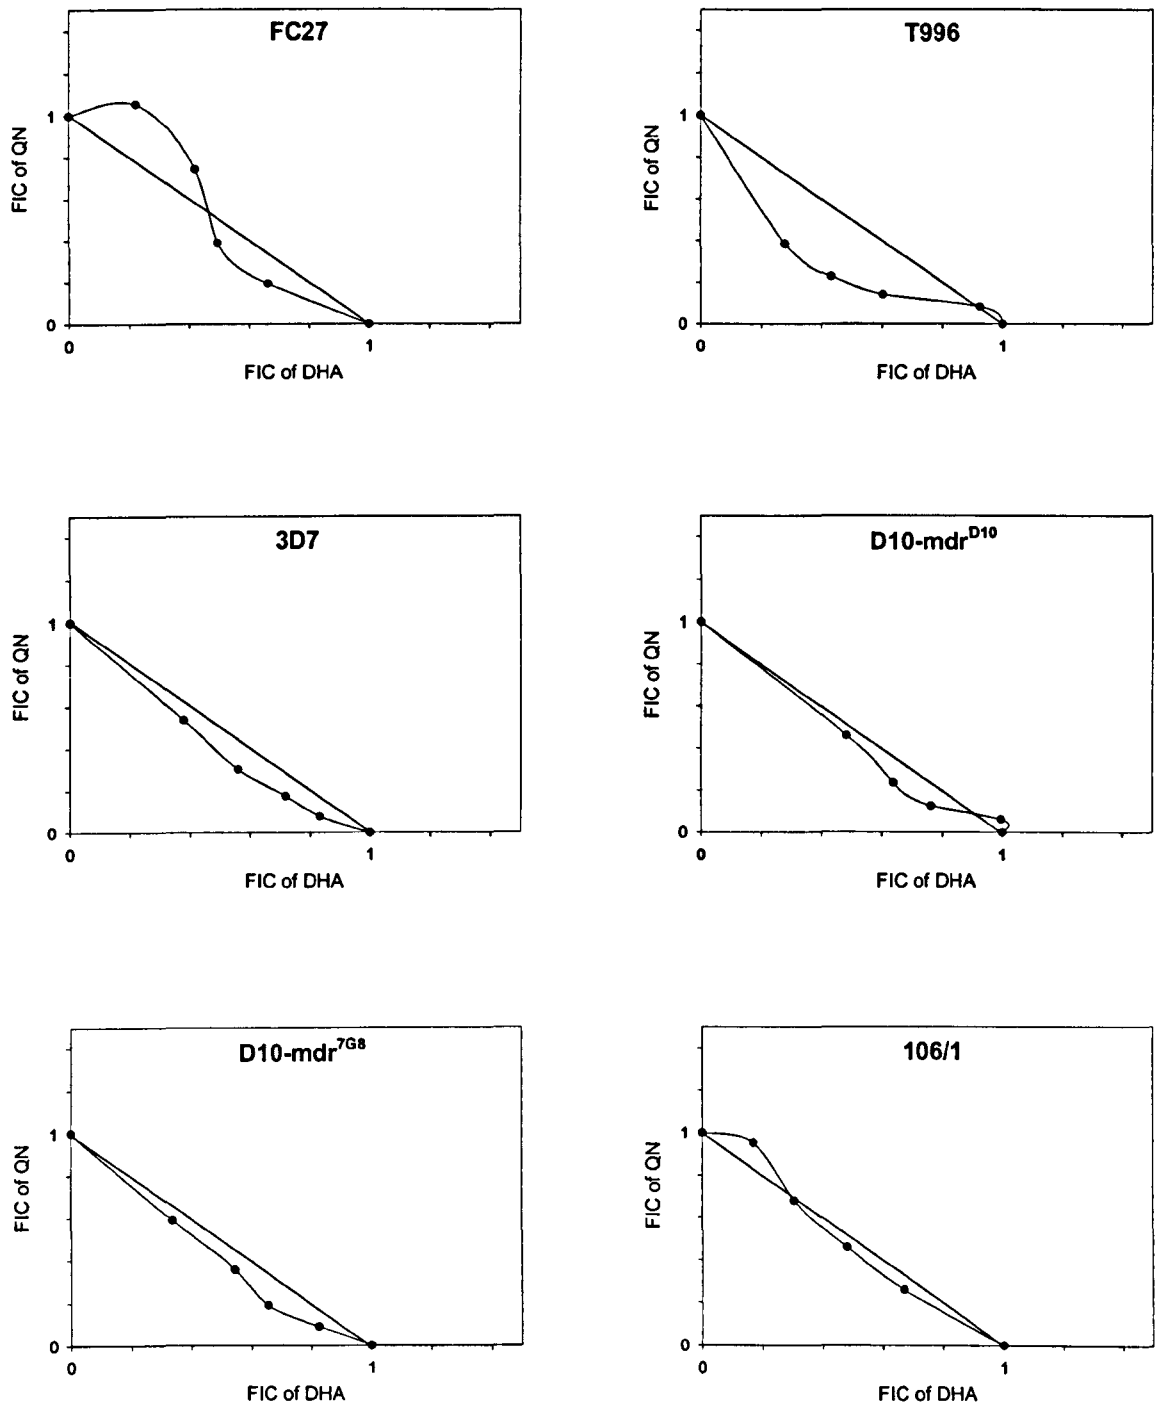 FC27
FIC of QN
1
0
0
1
FIC of DHA
T996
FIC of QN
1
0
0
1
FIC of DHA
3D7
FIC of QN
1
0
0
1
FIC of DHA
D10-mdrᴰ¹⁰
FIC of QN
1
0
0
1
FIC of DHA
D10-mdr⁷ᴳ⁸
FIC of QN
1
0
0
1
FIC of DHA
106/1
FIC of QN
1
0
0
1
FIC of DHA